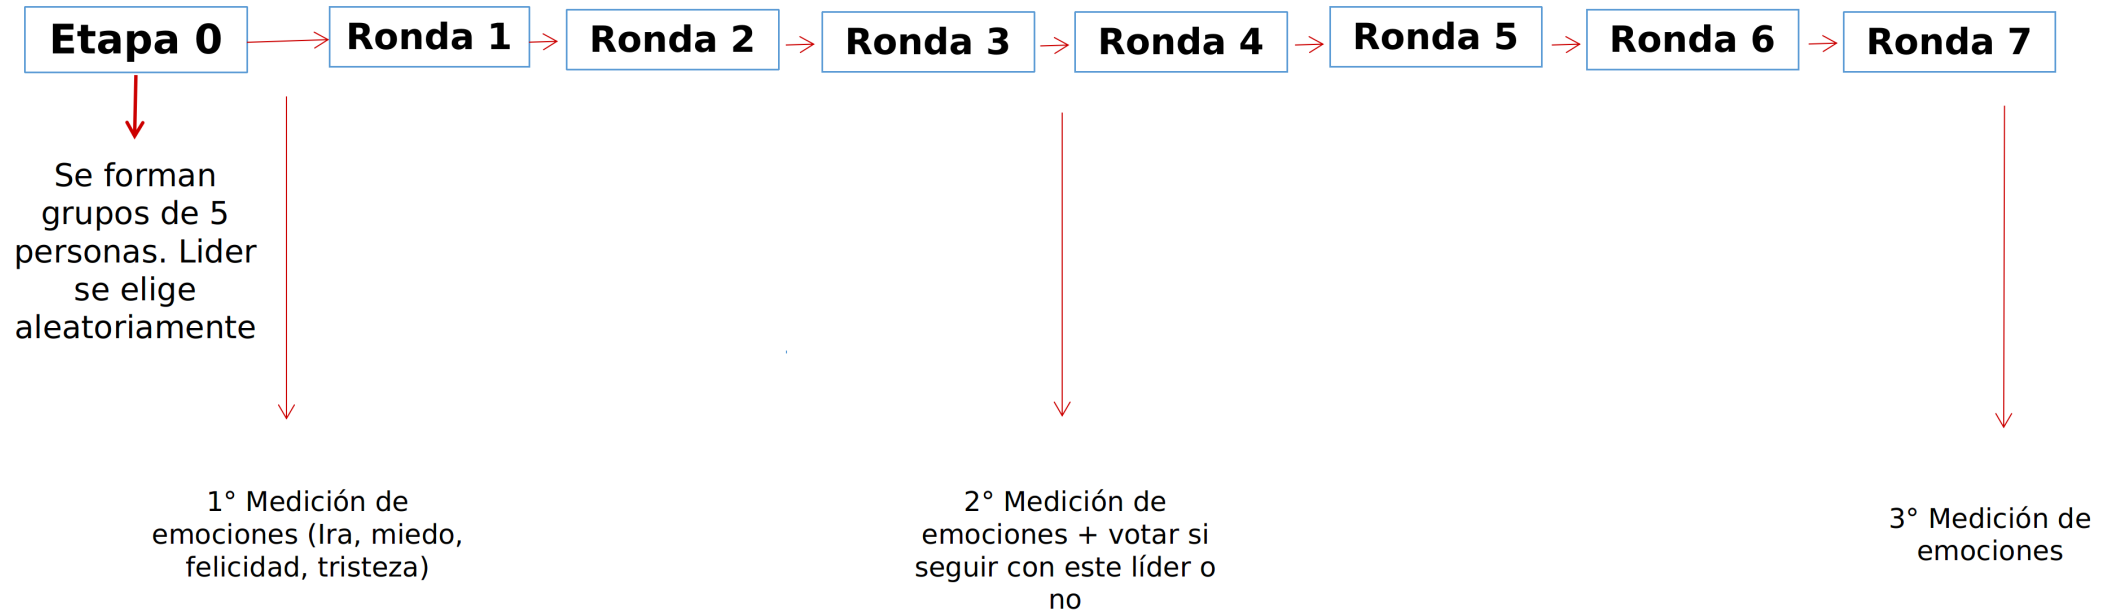 Etapa 0
Ronda 1
Ronda 2
Ronda 3
Ronda 4
Ronda 5
Ronda 6
Ronda 7
Se forman
grupos de 5
personas. Lider
se elige
aleatoriamente
1° Medición de
emociones (Ira, miedo,
felicidad, tristeza)
2° Medición de
emociones + votar si
seguir con este líder o
no
3° Medición de
emociones